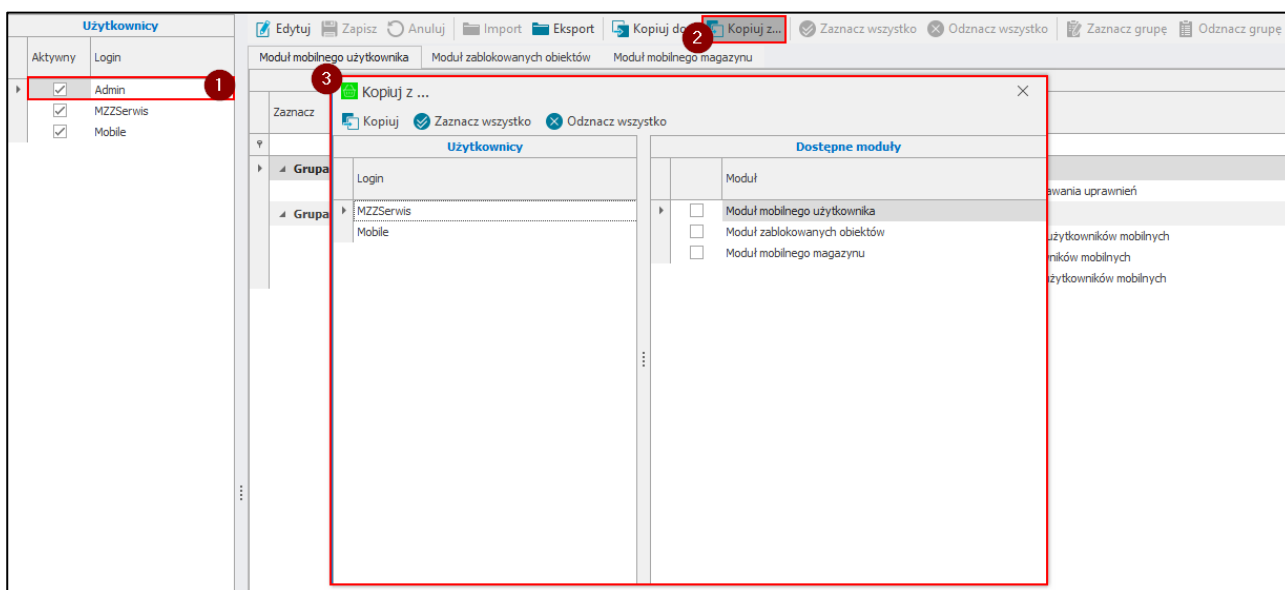 Użytkownicy
Edytuj Zapisz Anuluj Import Eksport Kopiuj do Kopiuj z... Zaznacz wszystko Odznacz wszystko Zaznacz grupę Odznacz grupę
2
Aktywny Login
Moduł mobilnego użytkownika Moduł zablokowanych obiektów Moduł mobilnego magazynu
Admin 1
MZZSerwis
Mobile
3
Kopiuj z ...
Zaznacz
Kopiuj Zaznacz wszystko Odznacz wszystko
Użytkownicy Dostępne moduły
Grupa
Login Moduł
awania uprawnień
Grupa
MZZSerwis Moduł mobilnego użytkownika
Mobile Moduł zablokowanych obiektów
użytkowników mobilnych
Moduł mobilnego magazynu
ników mobilnych
użytkowników mobilnych